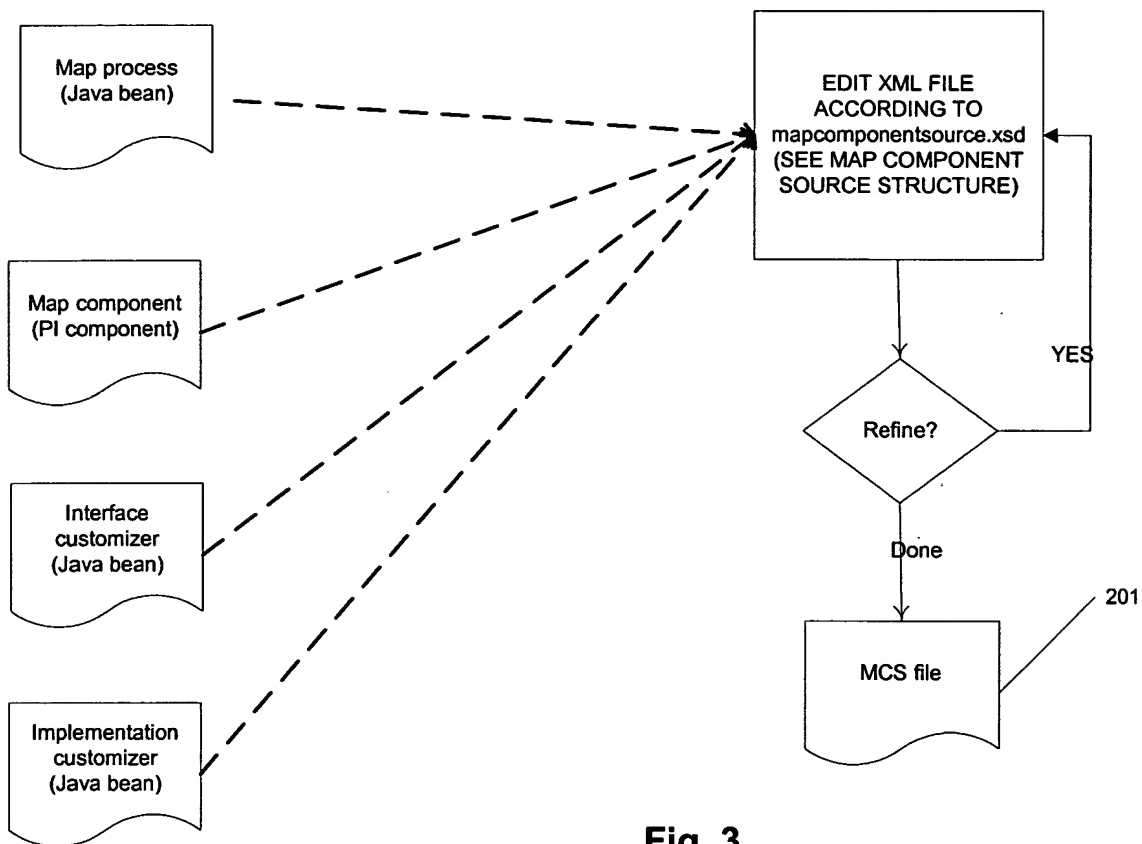 Map process
(Java bean)
EDIT XML FILE
ACCORDING TO
mapcomponentsource.xsd
(SEE MAP COMPONENT
SOURCE STRUCTURE)
Map component
(PI component)
YES
Refine?
Interface
customizer
(Java bean)
Done
201
MCS file
Implementation
customizer
(Java bean)
Fig. 3